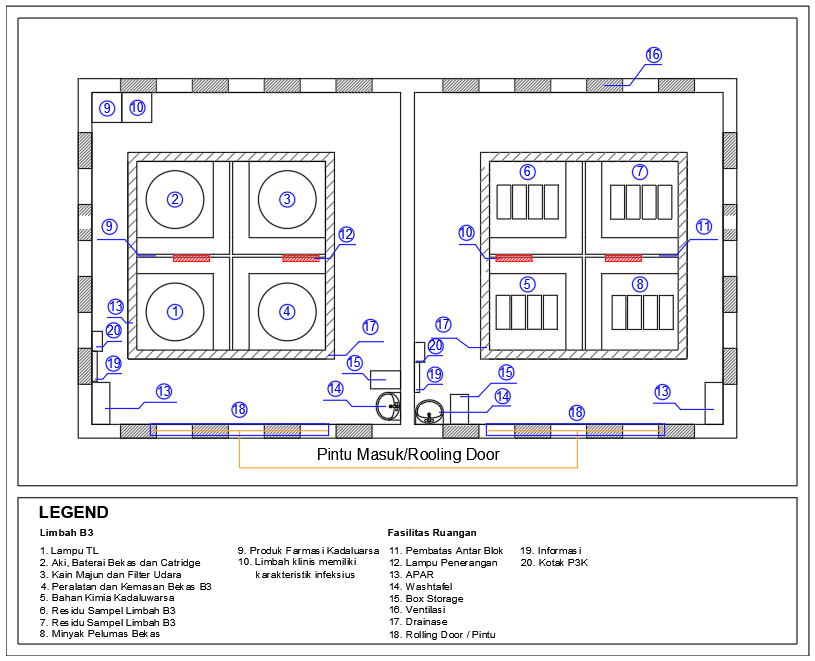 16
9 10
2 3 6 7
9 12 10 11
1 4 5 8
13 20 17 17 20
19 15 19 15
13 14 14 13
18 18
Pintu Masuk/Rooling Door
LEGEND
Limbah B3
1. Lampu TL
2. Aki, Baterai Bekas dan Catridge
3. Kain Majun dan Filter Udara
4. Peralatan dan Kemasan Bekas B3
5. Bahan Kimia Kadaluwarsa
6. Residu Sampel Limbah B3
7. Residu Sampel Limbah B3
8. Minyak Pelumas Bekas
9. Produk Farmasi Kadaluarsa
10. Limbah klinis memiliki
karakteristik infeksius
Fasilitas Ruangan
11. Pembatas Antar Blok
12. Lampu Penerangan
13. APAR
14. Washtafel
15. Box Storage
16. Ventilasi
17. Drainase
18. Rolling Door / Pintu
19. Informasi
20. Kotak P3K